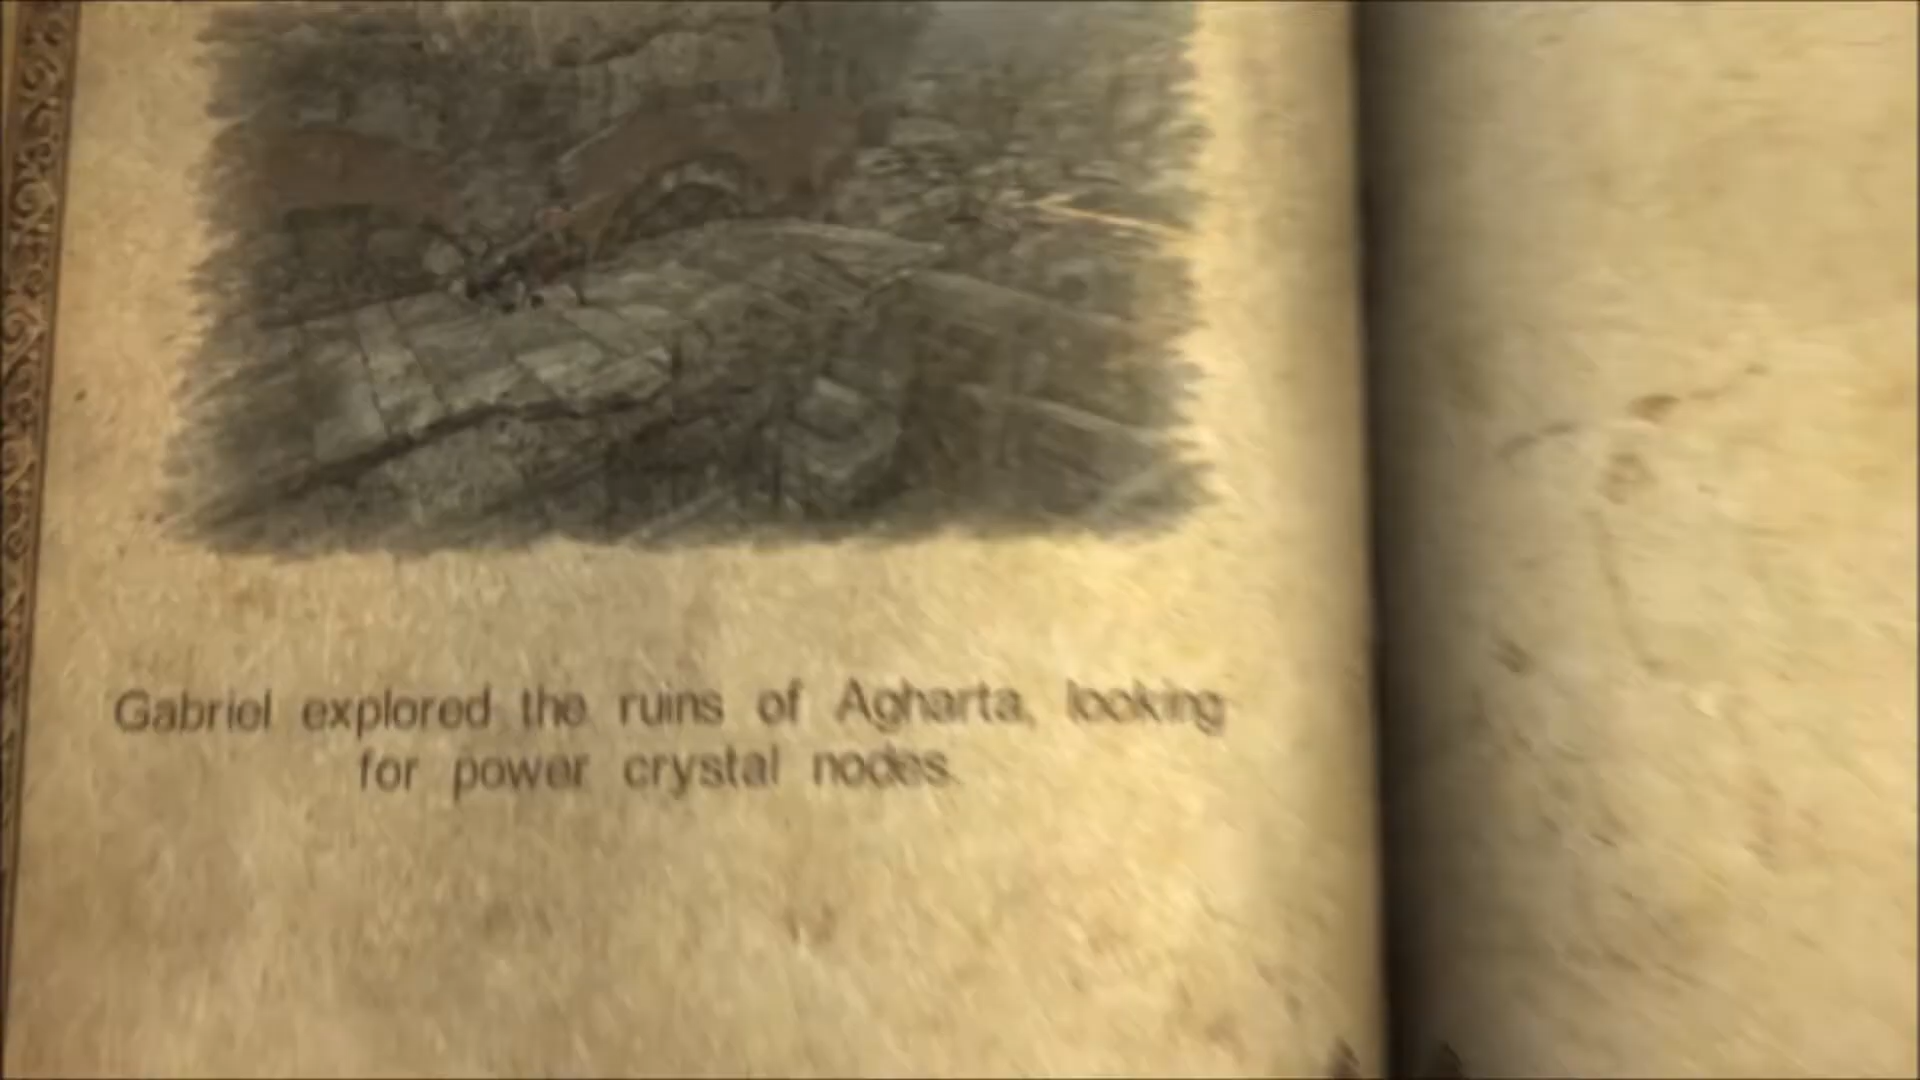 Gabriel explored the ruins of Agharta, looking
for power crystal nodes.